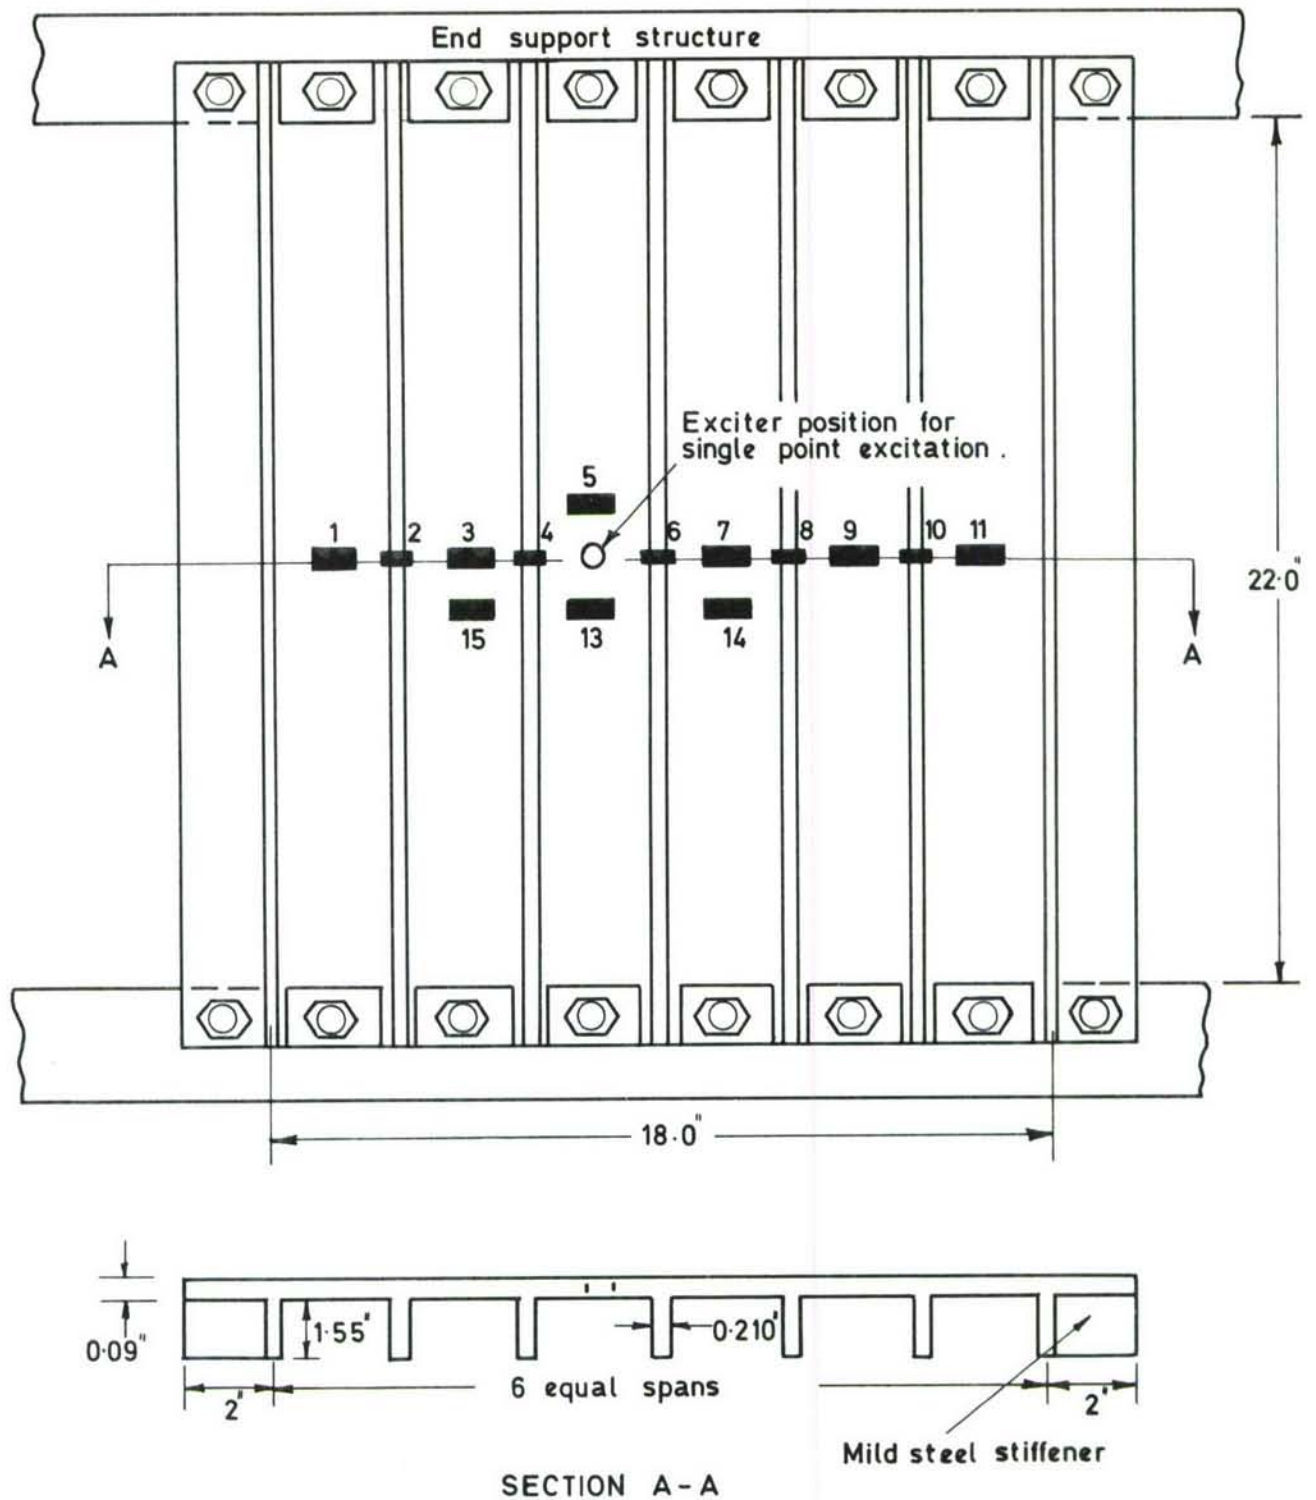 End support structure
Exciter position for
single point excitation .
5
1 2 3 4 6 7 8 9 10 11
22·0"
15 13 14
A A
18·0"
0·09"
1·55"
0·210"
6 equal spans
2" 2"
Mild steel stiffener
SECTION A-A